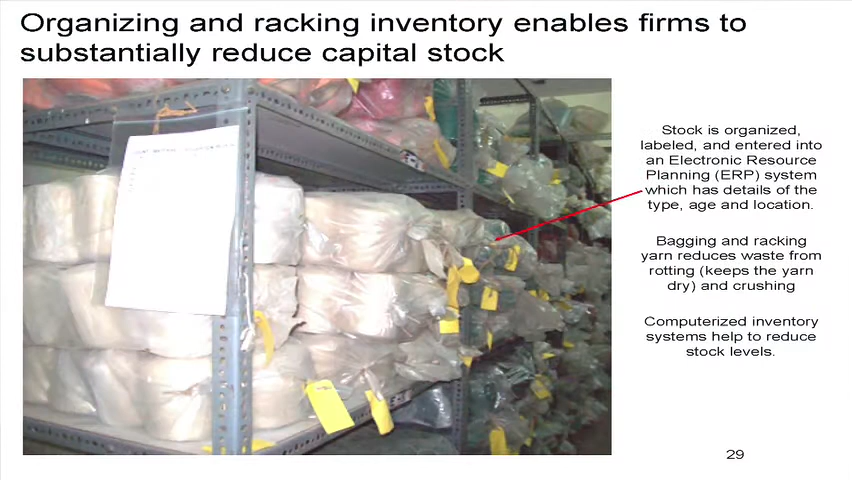 Organizing and racking inventory enables firms to
substantially reduce capital stock
Stock is organized,
labeled, and entered into
an Electronic Resource
Planning (ERP) system
which has details of the
type, age and location.
Bagging and racking
yarn reduces waste from
rotting (keeps the yarn
dry) and crushing
Computerized inventory
systems help to reduce
stock levels.
29